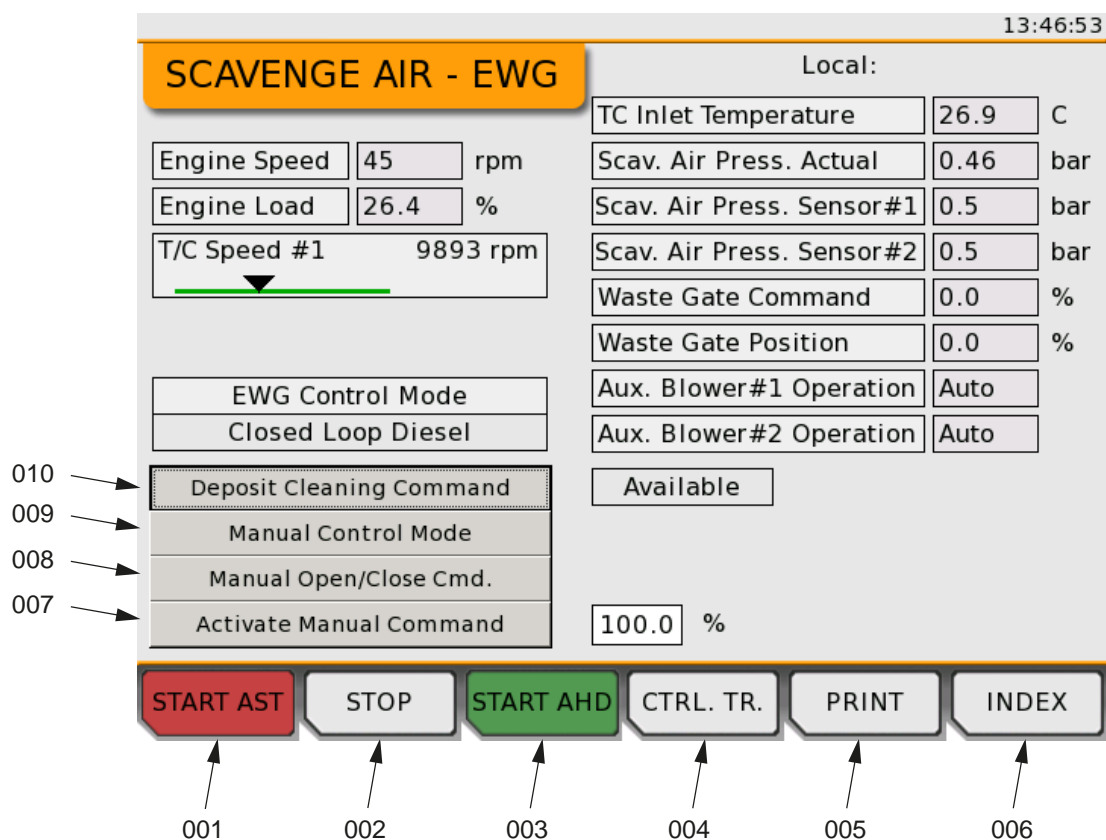 13:46:53
SCAVENGE AIR - EWG
Local:
TC Inlet Temperature 26.9 C
Engine Speed 45 rpm
Scav. Air Press. Actual 0.46 bar
Engine Load 26.4 %
Scav. Air Press. Sensor#1 0.5 bar
T/C Speed #1 9893 rpm
Scav. Air Press. Sensor#2 0.5 bar
Waste Gate Command 0.0 %
Waste Gate Position 0.0 %
EWG Control Mode
Aux. Blower#1 Operation Auto
Closed Loop Diesel
Aux. Blower#2 Operation Auto
010 Deposit Cleaning Command Available
009 Manual Control Mode
008 Manual Open/Close Cmd.
007 Activate Manual Command 100.0 %
START AST STOP START AHD CTRL. TR. PRINT INDEX
001 002 003 004 005 006